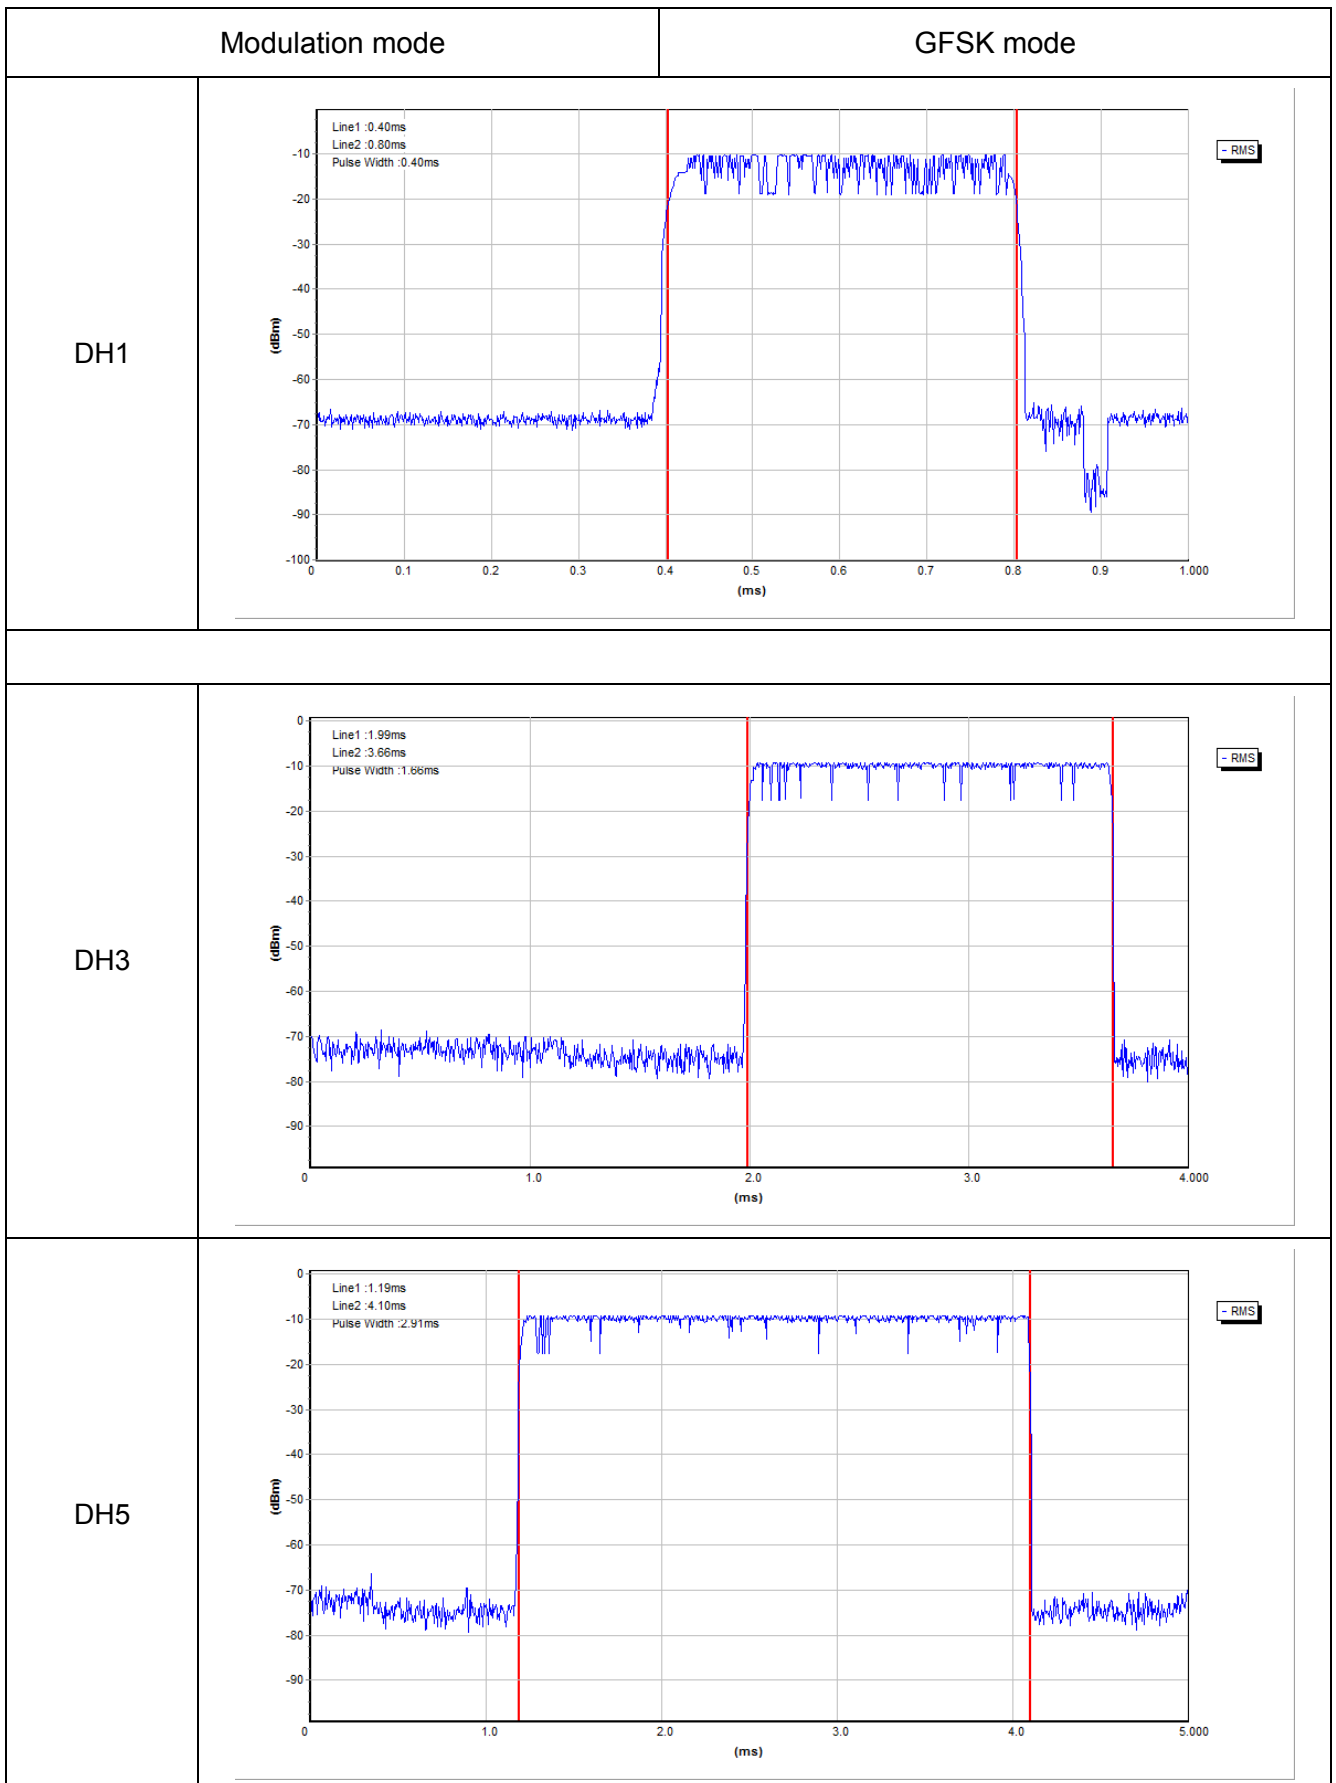 Modulation mode GFSK mode
DH1
Line1 :0.40ms
Line2 :0.80ms
Pulse Width :0.40ms
- RMS
-10
-20
-30
-40
-50
-60
-70
-80
-90
-100
(dBm)
0 0.1 0.2 0.3 0.4 0.5 0.6 0.7 0.8 0.9 1.000
(ms)
DH3
Line1 :1.99ms
Line2 :3.66ms
Pulse Width :1.66ms
- RMS
0
-10
-20
-30
-40
-50
-60
-70
-80
-90
(dBm)
0 1.0 2.0 3.0 4.000
(ms)
DH5
Line1 :1.19ms
Line2 :4.10ms
Pulse Width :2.91ms
- RMS
0
-10
-20
-30
-40
-50
-60
-70
-80
-90
(dBm)
0 1.0 2.0 3.0 4.0 5.000
(ms)